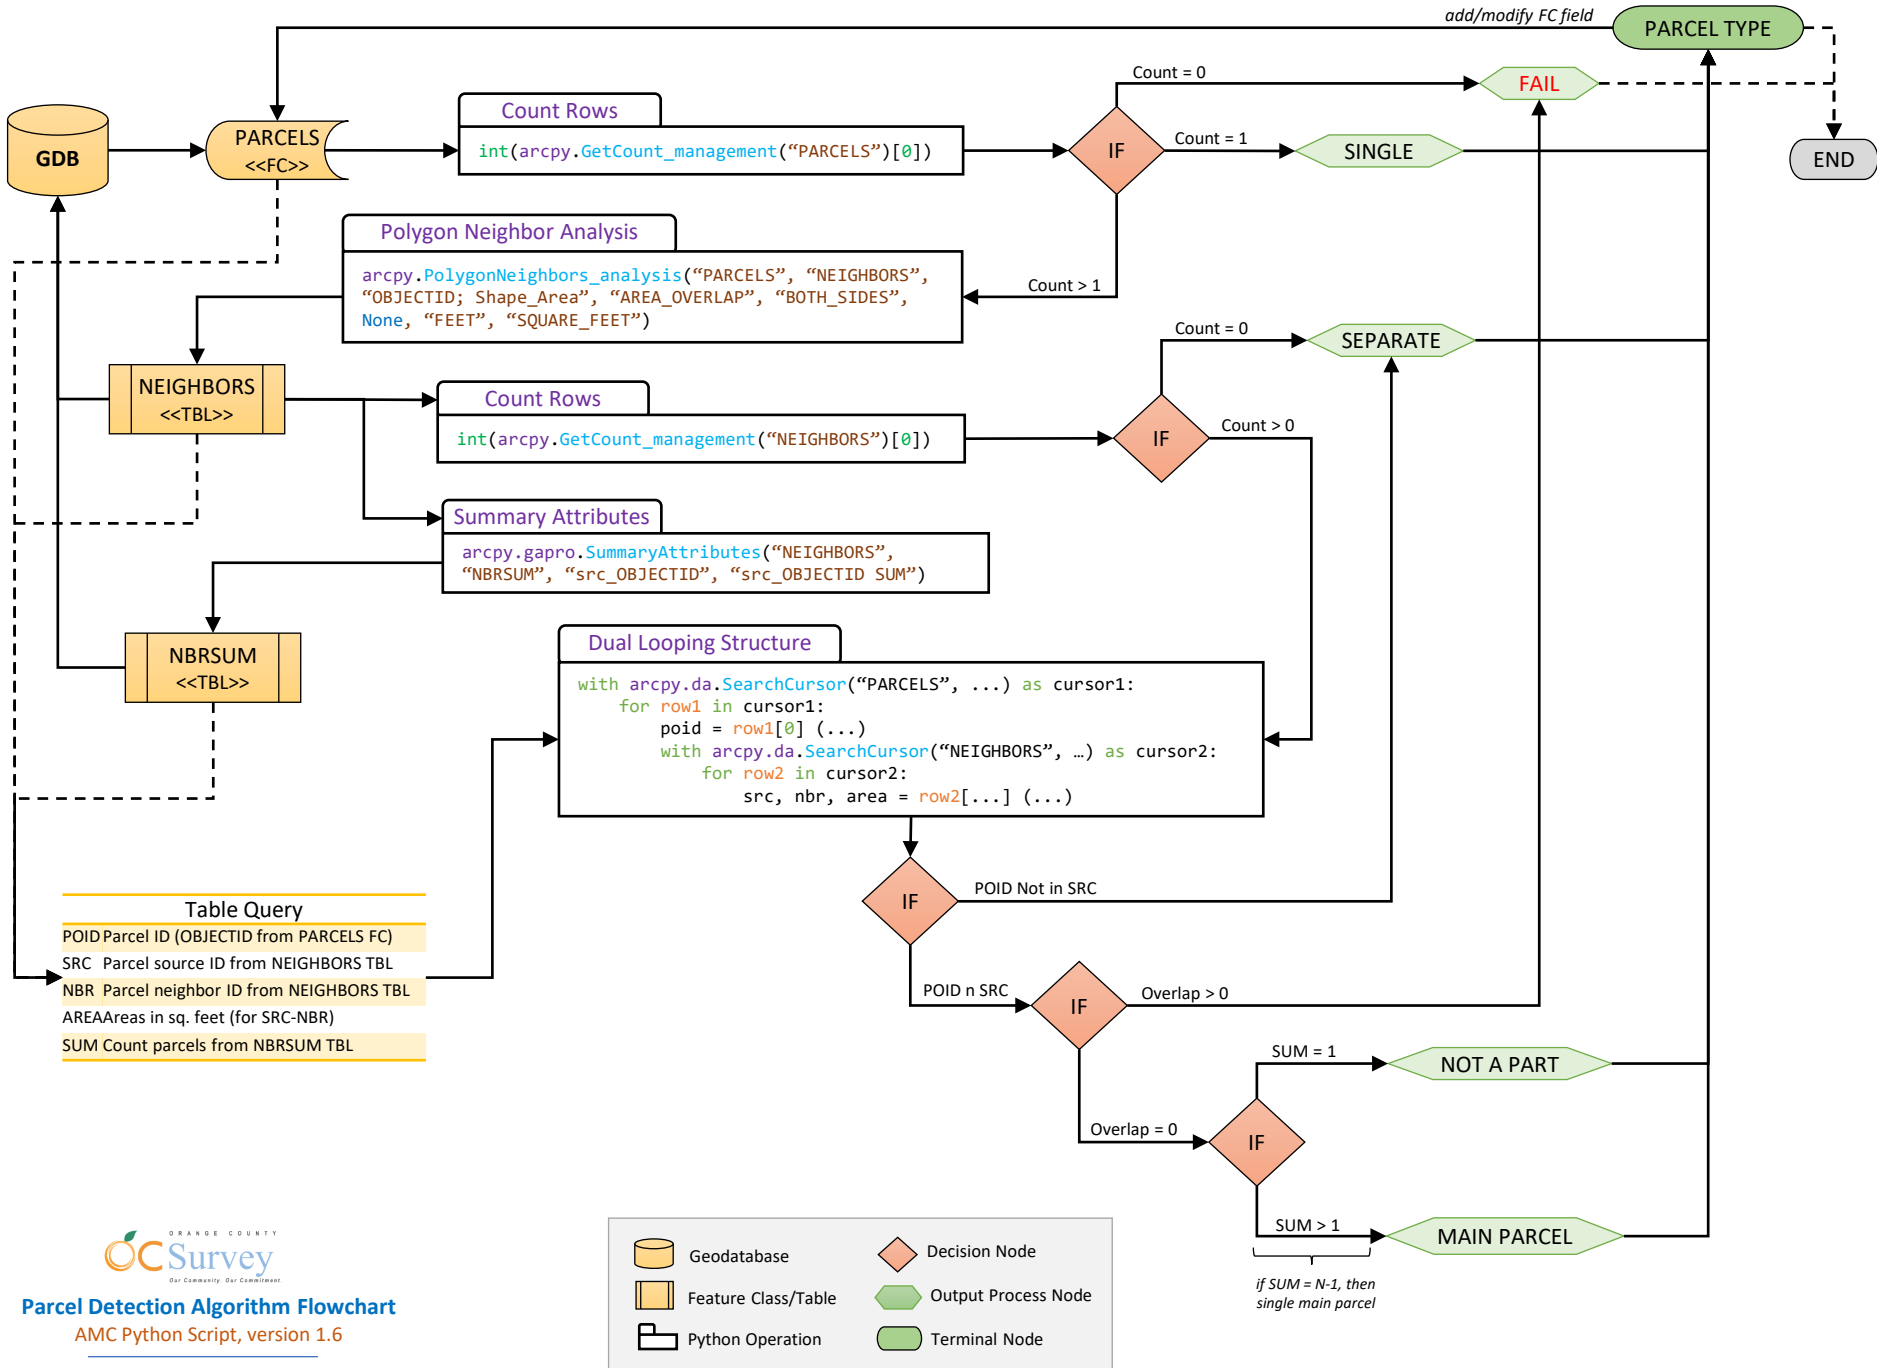 add/modify FC field
PARCEL TYPE
Count = 0
FAIL
GDB
PARCELS
<<FC>>
Count Rows
int(arcpy.GetCount_management("PARCELS")[0])
IF
Count = 1
SINGLE
END
Polygon Neighbor Analysis
arcpy.PolygonNeighbors_analysis(“PARCELS”, “NEIGHBORS”,
“OBJECTID; Shape_Area”, “AREA_OVERLAP”, “BOTH_SIDES”,
None, “FEET”, “SQUARE_FEET”)
Count > 1
Count = 0
SEPARATE
NEIGHBORS
<<TBL>>
Count Rows
int(arcpy.GetCount_management(“NEIGHBORS”)[0])
IF
Count > 0
Summary Attributes
arcpy.gapro.SummaryAttributes(“NEIGHBORS”,
“NBRSUM”, “src_OBJECTID”, “src_OBJECTID SUM”)
NBRSUM
<<TBL>>
Dual Looping Structure
with arcpy.da.SearchCursor(“PARCELS”, ...) as cursor1:
for row1 in cursor1:
poid = row1[0] (...)
with arcpy.da.SearchCursor(“NEIGHBORS”, …) as cursor2:
for row2 in cursor2:
src, nbr, area = row2[...] (...)
IF
POID Not in SRC
Table Query
POID Parcel ID (OBJECTID from PARCELS FC)
SRC Parcel source ID from NEIGHBORS TBL
NBR Parcel neighbor ID from NEIGHBORS TBL
AREA Areas in sq. feet (for SRC-NBR)
SUM Count parcels from NBRSUM TBL
POID n SRC
IF
Overlap > 0
SUM = 1
NOT A PART
Overlap = 0
IF
SUM > 1
MAIN PARCEL
if SUM = N-1, then
single main parcel
ORANGE COUNTY
OC Survey
Our Community. Our Commitment.
Parcel Detection Algorithm Flowchart
AMC Python Script, version 1.6
Geodatabase
Decision Node
Feature Class/Table
Output Process Node
Python Operation
Terminal Node